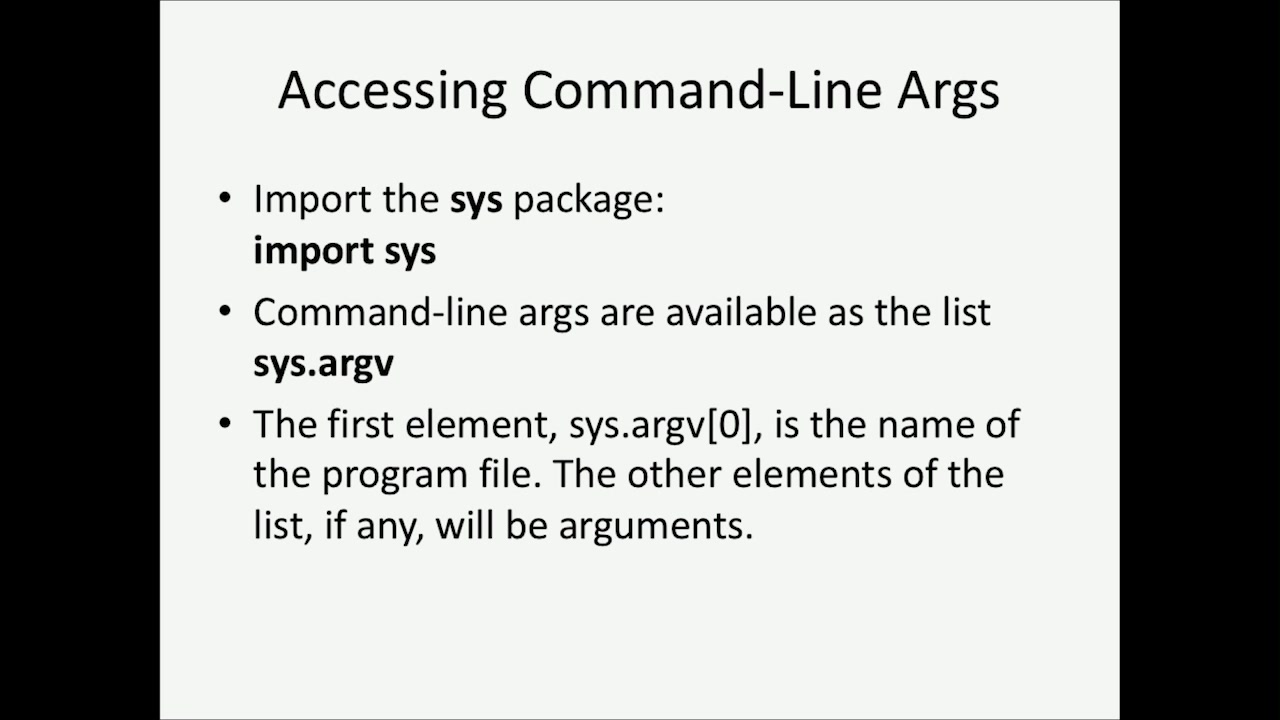 Accessing Command-Line Args
• Import the sys package:
import sys
• Command-line args are available as the list
sys.argv
• The first element, sys.argv[0], is the name of
the program file. The other elements of the
list, if any, will be arguments.